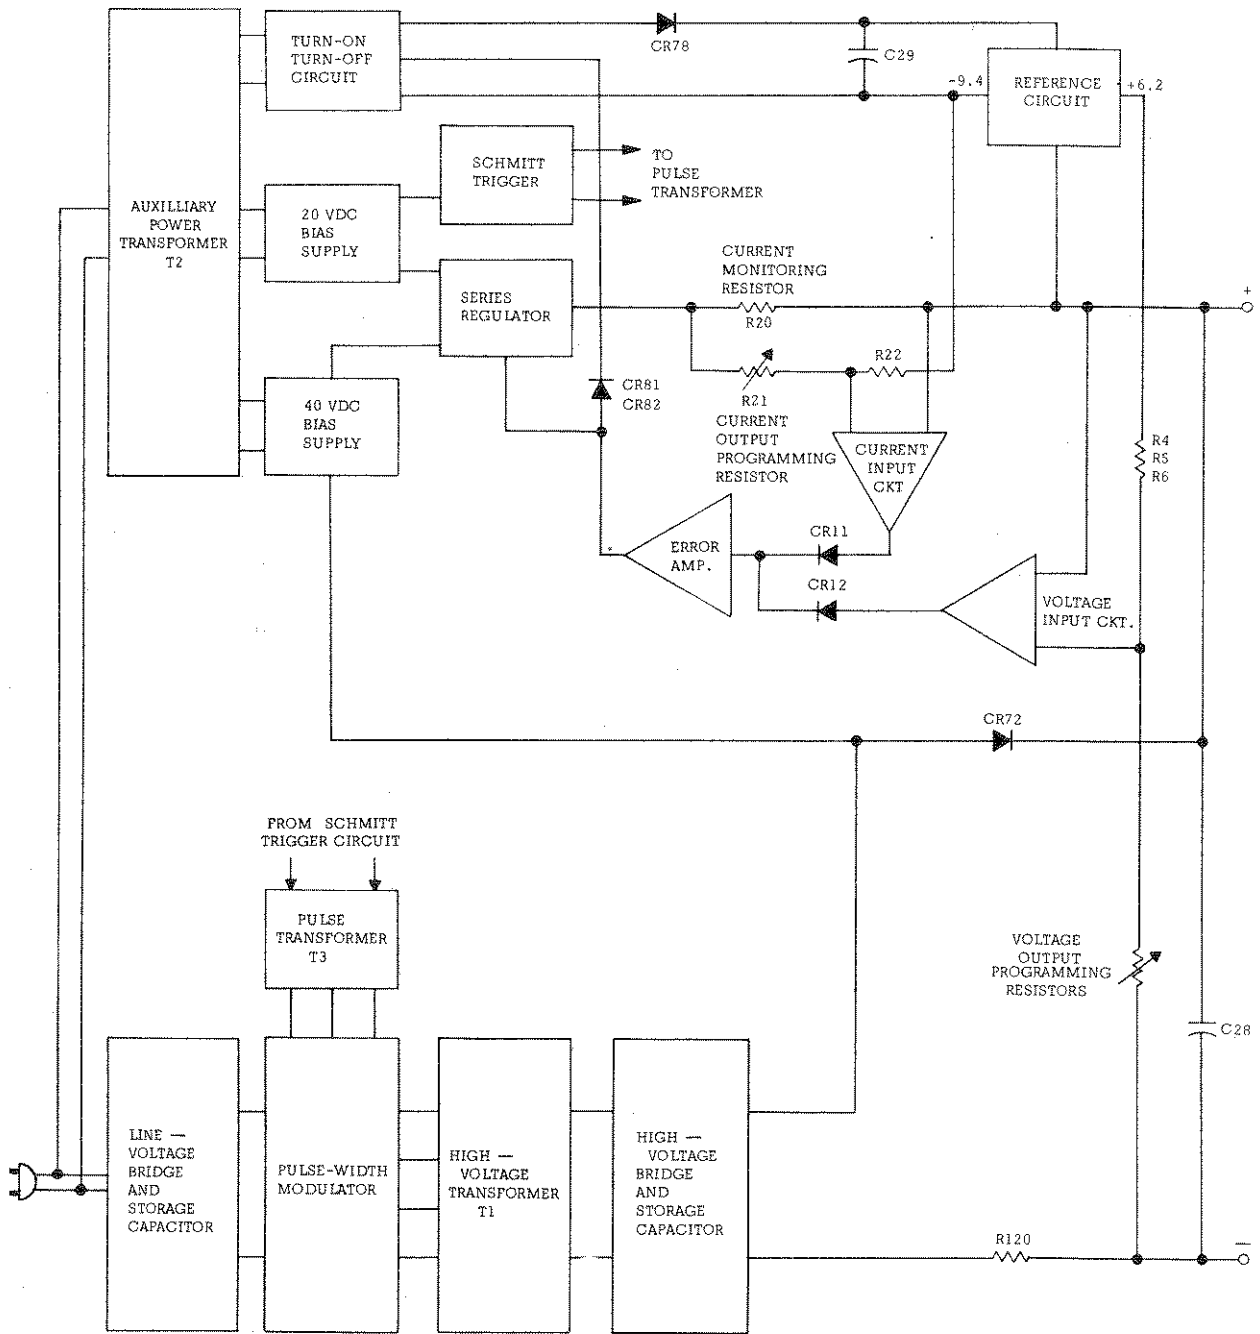 TURN-ON
TURN-OFF
CIRCUIT
CR78
C29
-9.4
REFERENCE
CIRCUIT
+6.2
SCHMITT
TRIGGER
TO
PULSE
TRANSFORMER
AUXILLIARY
POWER
TRANSFORMER
T2
20 VDC
BIAS
SUPPLY
SERIES
REGULATOR
CURRENT
MONITORING
RESISTOR
R20
+
R22
R21
CURRENT
OUTPUT
PROGRAMMING
RESISTOR
CR81
CR82
40 VDC
BIAS
SUPPLY
CURRENT
INPUT
CKT
R4
R5
R6
CR11
ERROR
AMP.
CR12
VOLTAGE
INPUT CKT.
CR72
FROM SCHMITT
TRIGGER CIRCUIT
PULSE
TRANSFORMER
T3
VOLTAGE
OUTPUT
PROGRAMMING
RESISTORS
C28
LINE —
VOLTAGE
BRIDGE
AND
STORAGE
CAPACITOR
PULSE-WIDTH
MODULATOR
HIGH —
VOLTAGE
TRANSFORMER
T1
HIGH —
VOLTAGE
BRIDGE
AND
STORAGE
CAPACITOR
R120
—